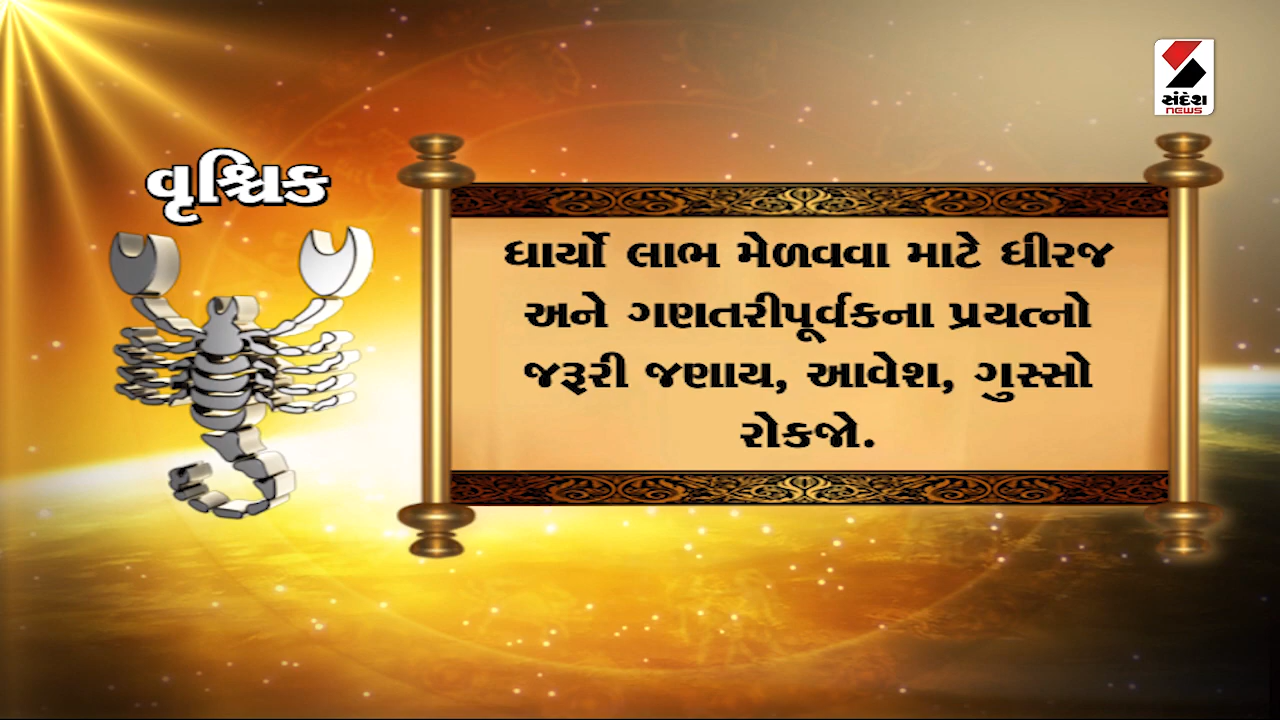 સંદેશ
NEWS
વૃશ્ચિક
ધાર્યો લાભ મેળવવા માટે ધીરજ
અને ગણતરીપૂર્વકના પ્રયત્નો
જરૂરી જણાય, આવેશ, ગુસ્સો
રોકજો.